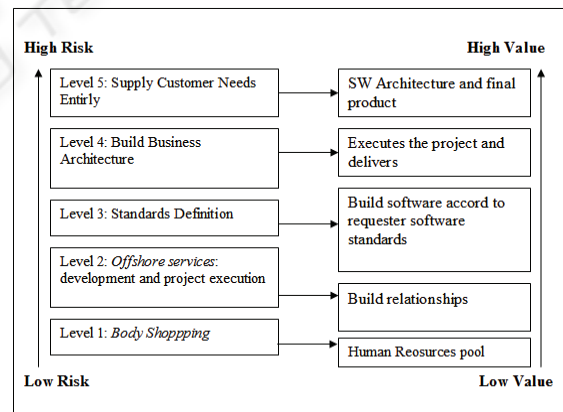 High Risk
High Value
Level 5: Supply Customer Needs
Entirly
SW Architecture and final
product
Level 4: Build Business
Architecture
Executes the project and
delivers
Level 3: Standards Definition
Build software accord to
requester software
standards
Level 2: Offshore services:
development and project execution
Build relationships
Level 1: Body Shoppping
Human Reosurces pool
Low Risk
Low Value